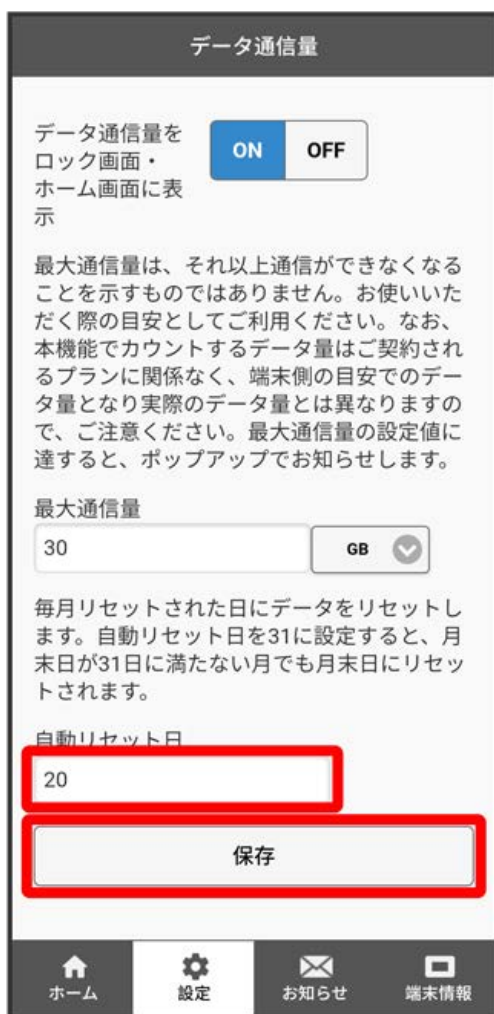 データ通信量
データ通信量を
ロック画面・
ホーム画面に表
示
ON OFF
最大通信量は、それ以上通信ができなくなる
ことを示すものではありません。お使いいた
だく際の目安としてご利用ください。なお、
本機能でカウントするデータ量はご契約され
るプランに関係なく、端末側の目安でのデー
タ量となり実際のデータ量とは異なりますの
で、ご注意ください。最大通信量の設定値に
達すると、ポップアップでお知らせします。
最大通信量
30 GB
毎月リセットされた日にデータをリセットし
ます。自動リセット日を31に設定すると、月
末日が31日に満たない月でも月末日にリセッ
トされます。
自動リセット日
20
保存
ホーム 設定 お知らせ 端末情報